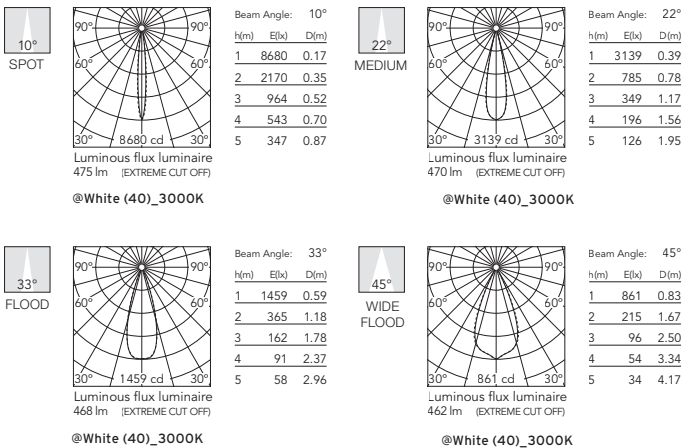 10°
SPOT
90° 90°
60° 60°
30° 8680 cd 30°
Luminous flux luminaire
475 lm (EXTREME CUT OFF)
@White (40)_3000K
Beam Angle: 10°
h(m) E(lx) D(m)
1 8680 0.17
2 2170 0.35
3 964 0.52
4 543 0.70
5 347 0.87
22°
MEDIUM
90° 90°
60° 60°
30° 3139 cd 30°
Luminous flux luminaire
470 lm (EXTREME CUT OFF)
@White (40)_3000K
Beam Angle: 22°
h(m) E(lx) D(m)
1 3139 0.39
2 785 0.78
3 349 1.17
4 196 1.56
5 126 1.95
33°
FLOOD
90° 90°
60° 60°
30° 1459 cd 30°
Luminous flux luminaire
468 lm (EXTREME CUT OFF)
@White (40)_3000K
Beam Angle: 33°
h(m) E(lx) D(m)
1 1459 0.59
2 365 1.18
3 162 1.78
4 91 2.37
5 58 2.96
45°
WIDE
FLOOD
90° 90°
60° 60°
30° 861 cd 30°
Luminous flux luminaire
462 lm (EXTREME CUT OFF)
@White (40)_3000K
Beam Angle: 45°
h(m) E(lx) D(m)
1 861 0.83
2 215 1.67
3 96 2.50
4 54 3.34
5 34 4.17